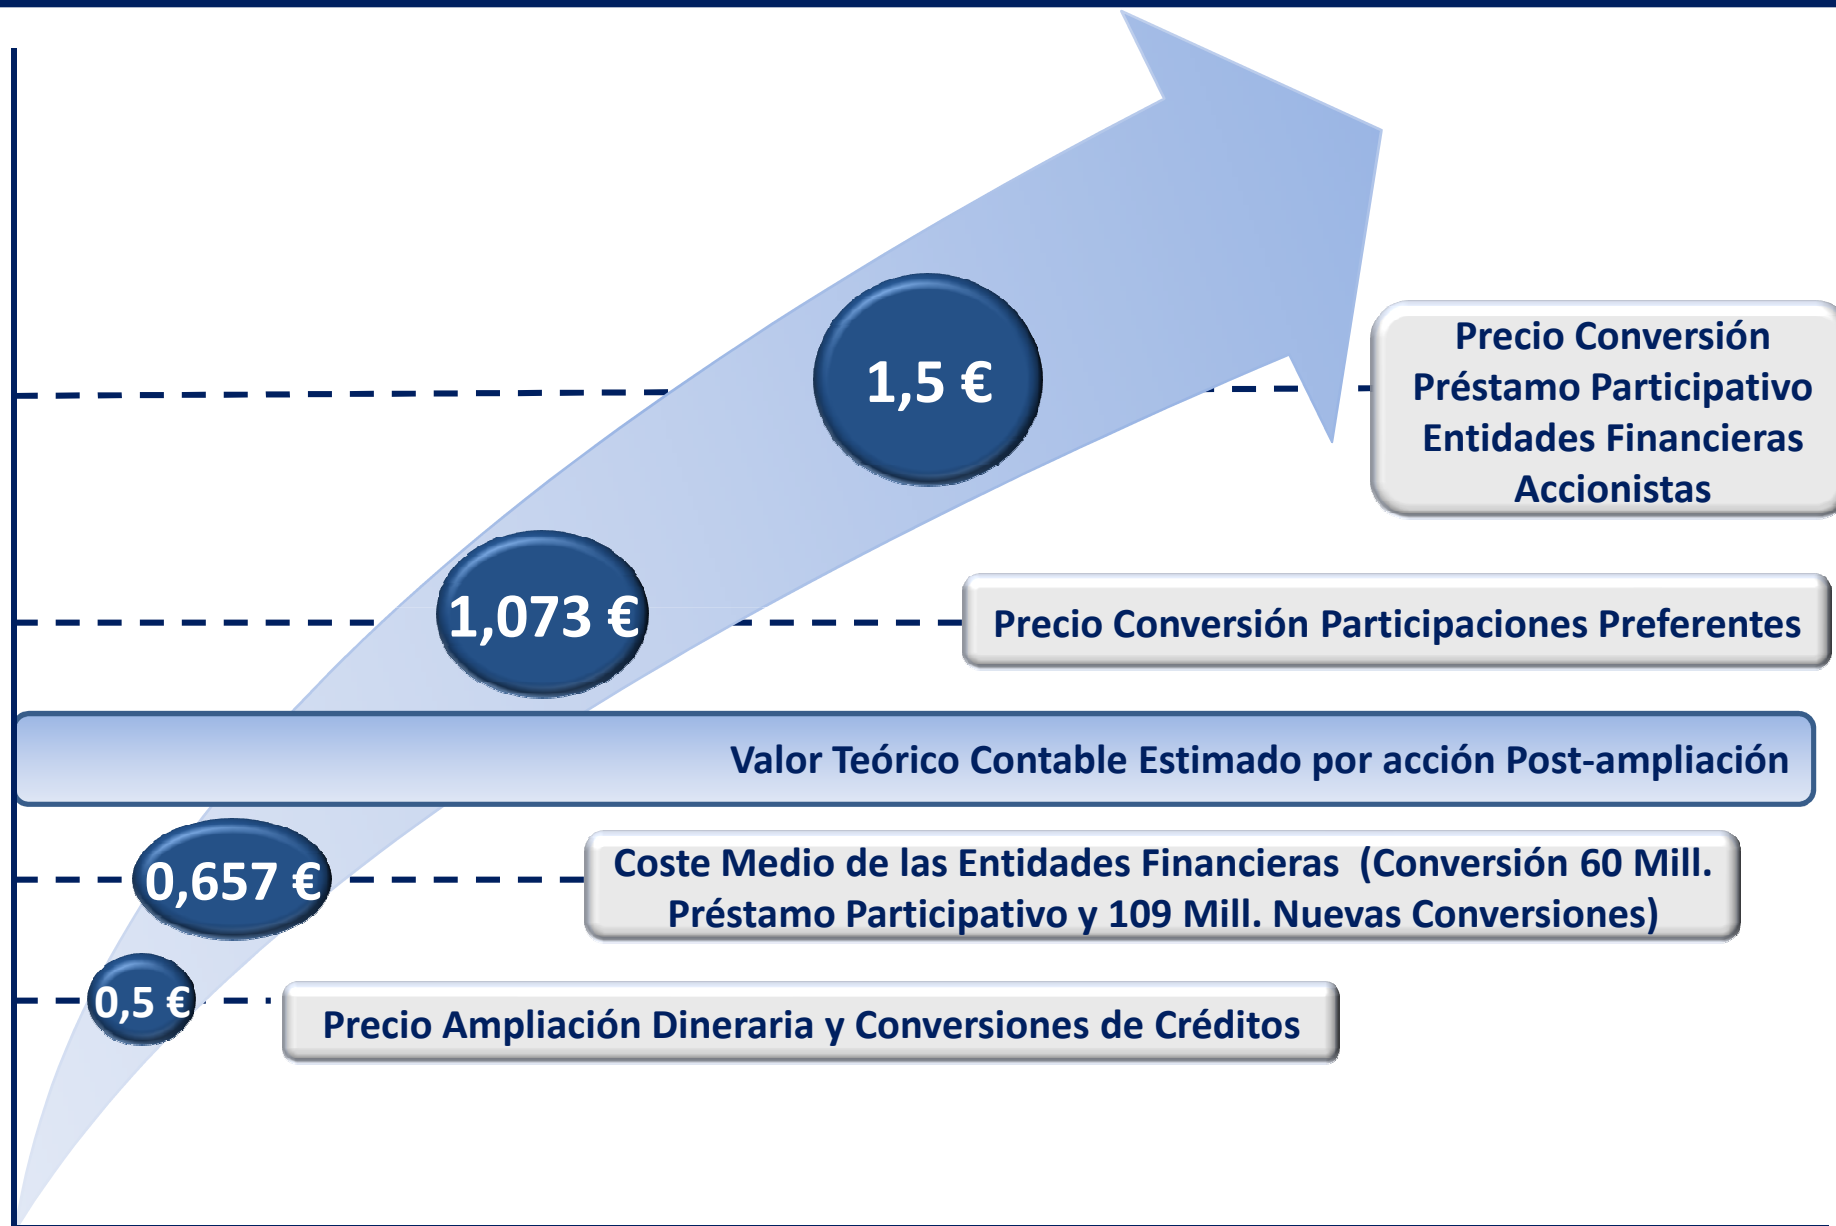 1,5 €
Precio Conversión
Préstamo Participativo
Entidades Financieras
Accionistas
1,073 €
Precio Conversión Participaciones Preferentes
Valor Teórico Contable Estimado por acción Post-ampliación
0,657 €
Coste Medio de las Entidades Financieras (Conversión 60 Mill.
Préstamo Participativo y 109 Mill. Nuevas Conversiones)
0,5 €
Precio Ampliación Dineraria y Conversiones de Créditos